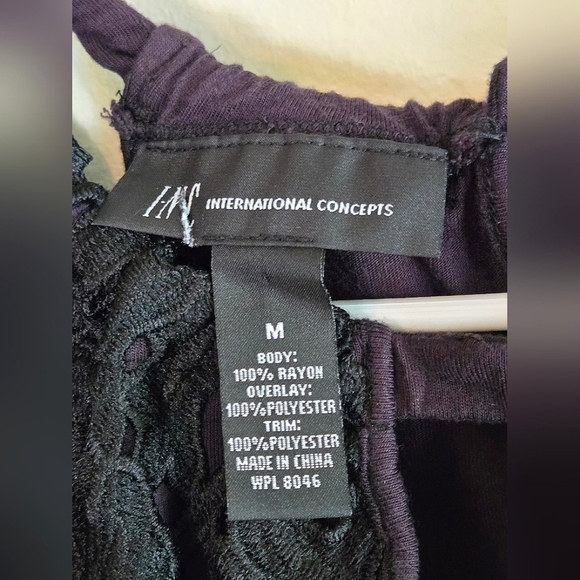 I·N·C INTERNATIONAL CONCEPTS
M
BODY:
100% RAYON
OVERLAY:
100%POLYESTER
TRIM:
100%POLYESTER
MADE IN CHINA
WPL 8046